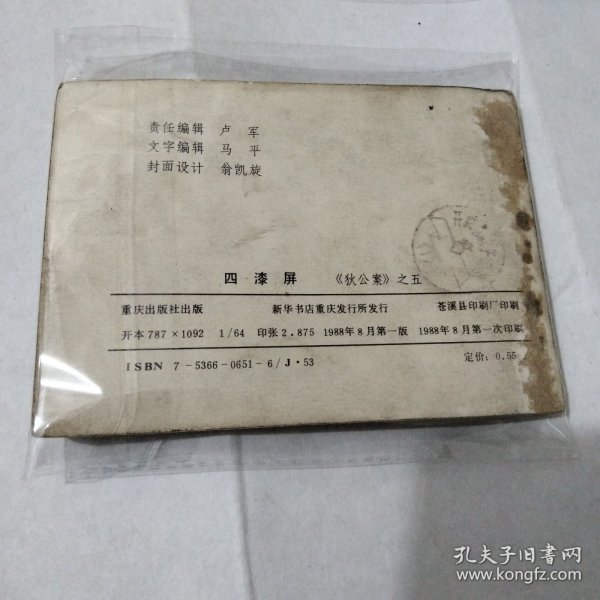 责任编辑 卢 军
文字编辑 马 平
封面设计 翁凯旋
四 漆 屏 《狄公案》之五
重庆出版社出版 新华书店重庆发行所发行 苍溪县印刷厂印刷
开本 787×1092 1/64 印张 2.875 1988年8月第一版 1988年8月第一次印刷
ISBN 7-5366-0651-6/J·53 定价: 0.55
孔夫子旧书网
www.kongfz.com